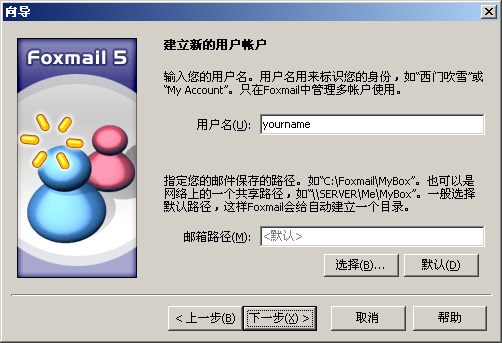 向导
Foxmail 5
建立新的用户帐户
输入您的用户名。用户名用来标识您的身份，如“西门吹雪”或
“My Account”。只在Foxmail中管理多帐户使用。
用户名(U): yourname
指定您的邮件保存的路径。如“C:\Foxmail\MyBox”。也可以是
网络上的一个共享路径，如“\\SERVER\Me\MyBox”。一般选择
默认路径，这样Foxmail会给自动建立一个目录。
邮箱路径(M): <默认>
选择(B)... 默认(D)
< 上一步(B) 下一步(X) > 取消 帮助